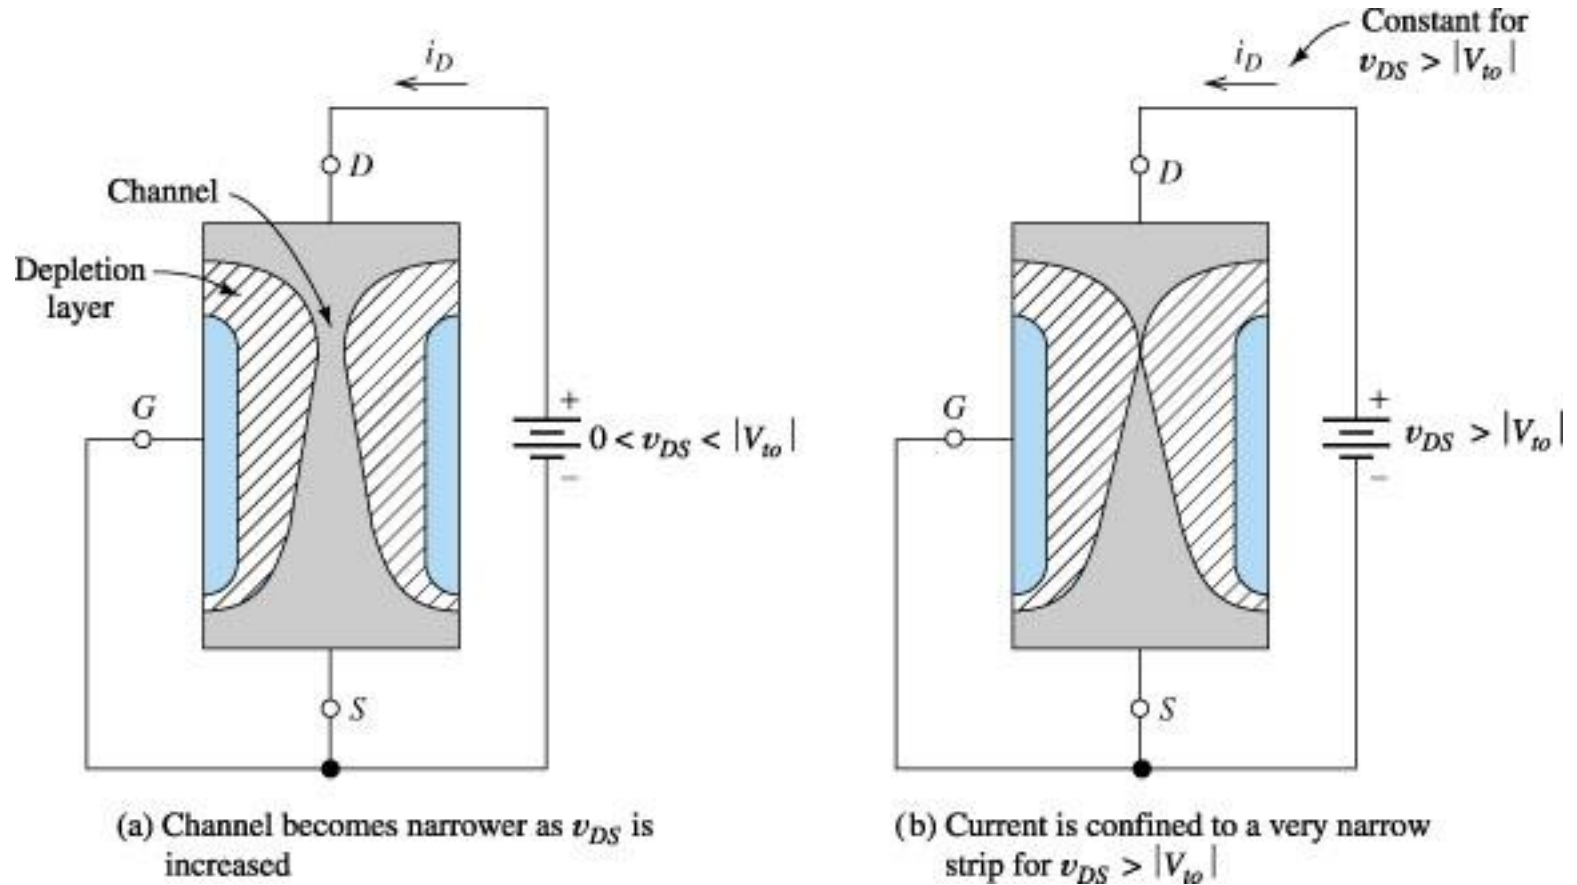 i_D
Constant for
i_D
v_DS > |V_to|
D
D
Channel
Depletion
layer
G
+
0 < v_DS < |V_to|
−
G
+
v_DS > |V_to|
−
S
S
(a) Channel becomes narrower as v_DS is
increased
(b) Current is confined to a very narrow
strip for v_DS > |V_to|